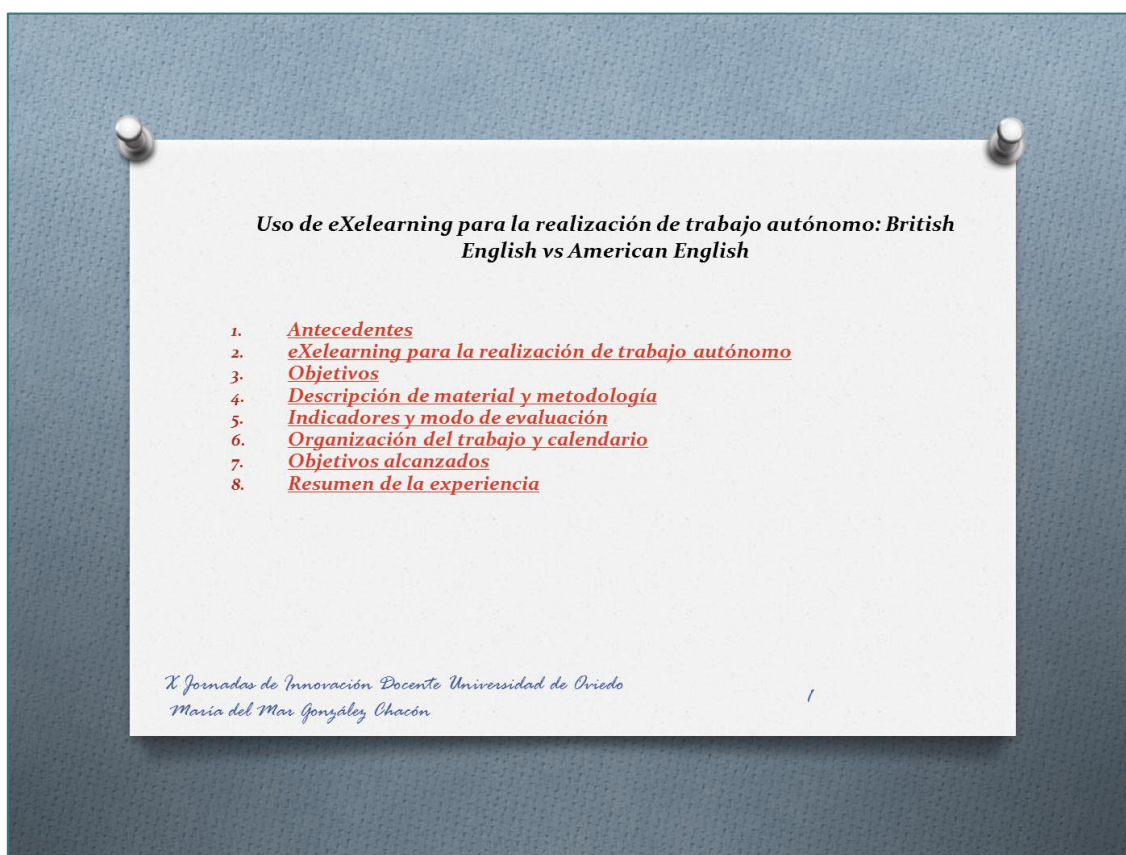 Uso de eXelearning para la realización de trabajo autónomo: British
English vs American English
1. Antecedentes
2. eXelearning para la realización de trabajo autónomo
3. Objetivos
4. Descripción de material y metodología
5. Indicadores y modo de evaluación
6. Organización del trabajo y calendario
7. Objetivos alcanzados
8. Resumen de la experiencia
X Jornadas de Innovación Docente Universidad de Oviedo
María del Mar González Chacón
1